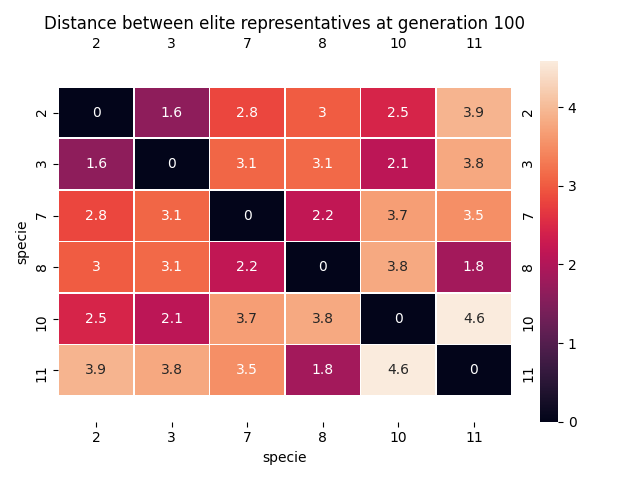 Distance between elite representatives at generation 100
2 3 7 8 10 11
2 0 1.6 2.8 3 2.5 3.9 2
3 1.6 0 3.1 3.1 2.1 3.8 3
7 2.8 3.1 0 2.2 3.7 3.5 7
8 3 3.1 2.2 0 3.8 1.8 8
10 2.5 2.1 3.7 3.8 0 4.6 10
11 3.9 3.8 3.5 1.8 4.6 0 11
2 3 7 8 10 11
specie
specie
4
3
2
1
0